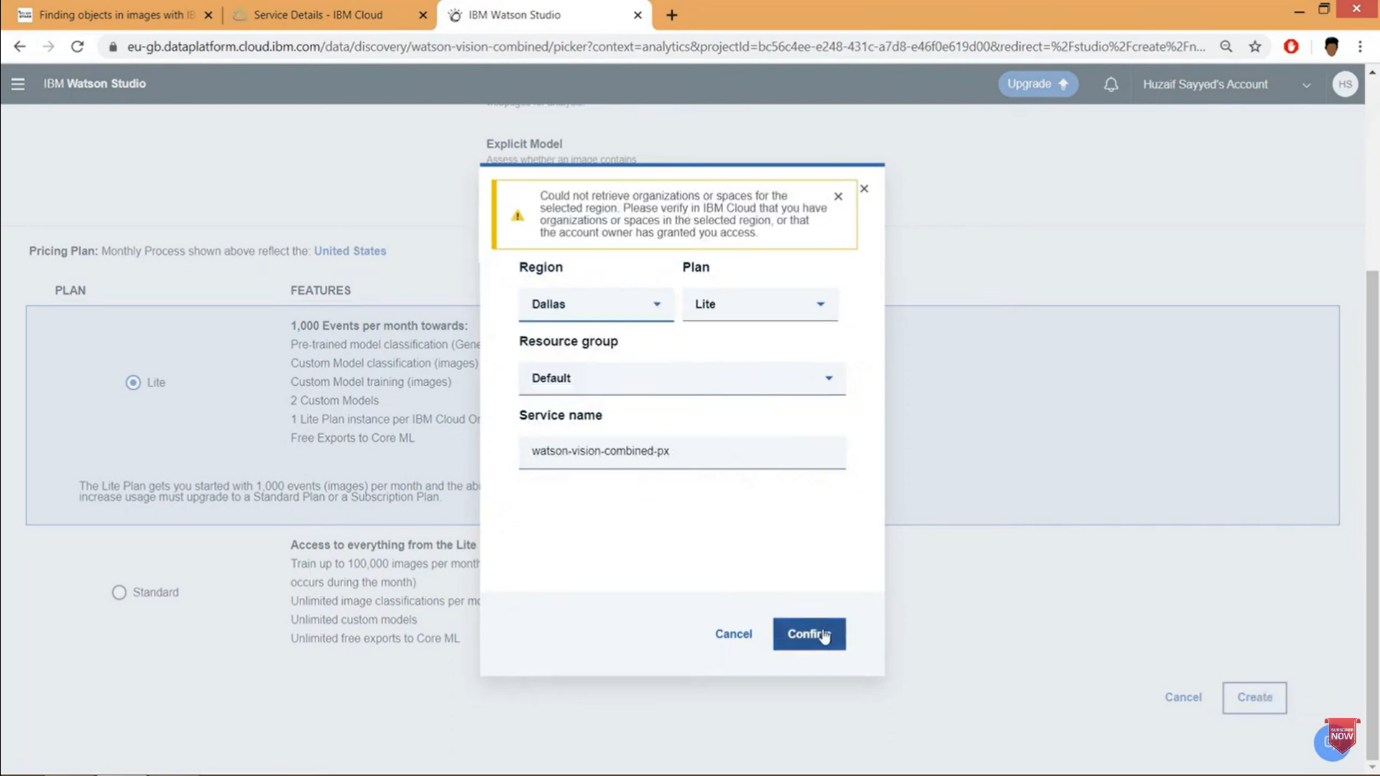 Finding objects in images with IB
Service Details - IBM Cloud
IBM Watson Studio
eu-gb.dataplatform.cloud.ibm.com/data/discovery/watson-vision-combined/picker?context=analytics&projectId=bc56c4ee-e248-431c-a7d8-e46f0e619d00&redirect=%2Fstudio%2Fcreate%2Fn...
IBM Watson Studio
Upgrade
Huzaif Sayyed's Account
HS
Explicit Model
Assess whether an image contains
Could not retrieve organizations or spaces for the
selected region. Please verify in IBM Cloud that you have
organizations or spaces in the selected region, or that
the account owner has granted you access.
Pricing Plan: Monthly Process shown above reflect the: United States
Region
Plan
Dallas
Lite
Resource group
Default
Service name
watson-vision-combined-px
Cancel
Confirm
PLAN
FEATURES
Lite
1,000 Events per month towards:
Pre-trained model classification (Gene
Custom Model classification (images)
Custom Model training (images)
2 Custom Models
1 Lite Plan instance per IBM Cloud Or
Free Exports to Core ML
The Lite Plan gets you started with 1,000 events (images) per month and the ab
increase usage must upgrade to a Standard Plan or a Subscription Plan.
Standard
Access to everything from the Lite
Train up to 100,000 images per month
occurs during the month)
Unlimited image classifications per mo
Unlimited custom models
Unlimited free exports to Core ML
Cancel
Create
SUBSCRIBE
NOW